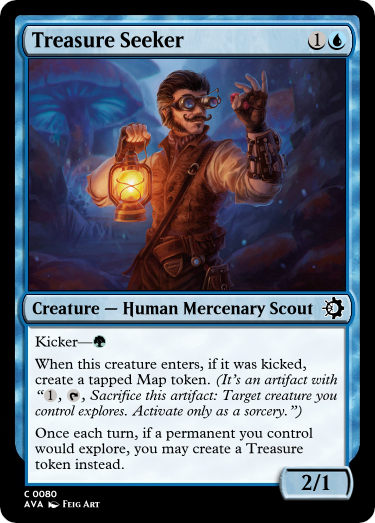 Treasure Seeker 1
Creature — Human Mercenary Scout
Kicker—
When this creature enters, if it was kicked,
create a tapped Map token. (It's an artifact with
“1, , Sacrifice this artifact: Target creature you
control explores. Activate only as a sorcery.”)
Once each turn, if a permanent you control
would explore, you may create a Treasure
token instead.
2/1
C 0080
AVA Feig Art